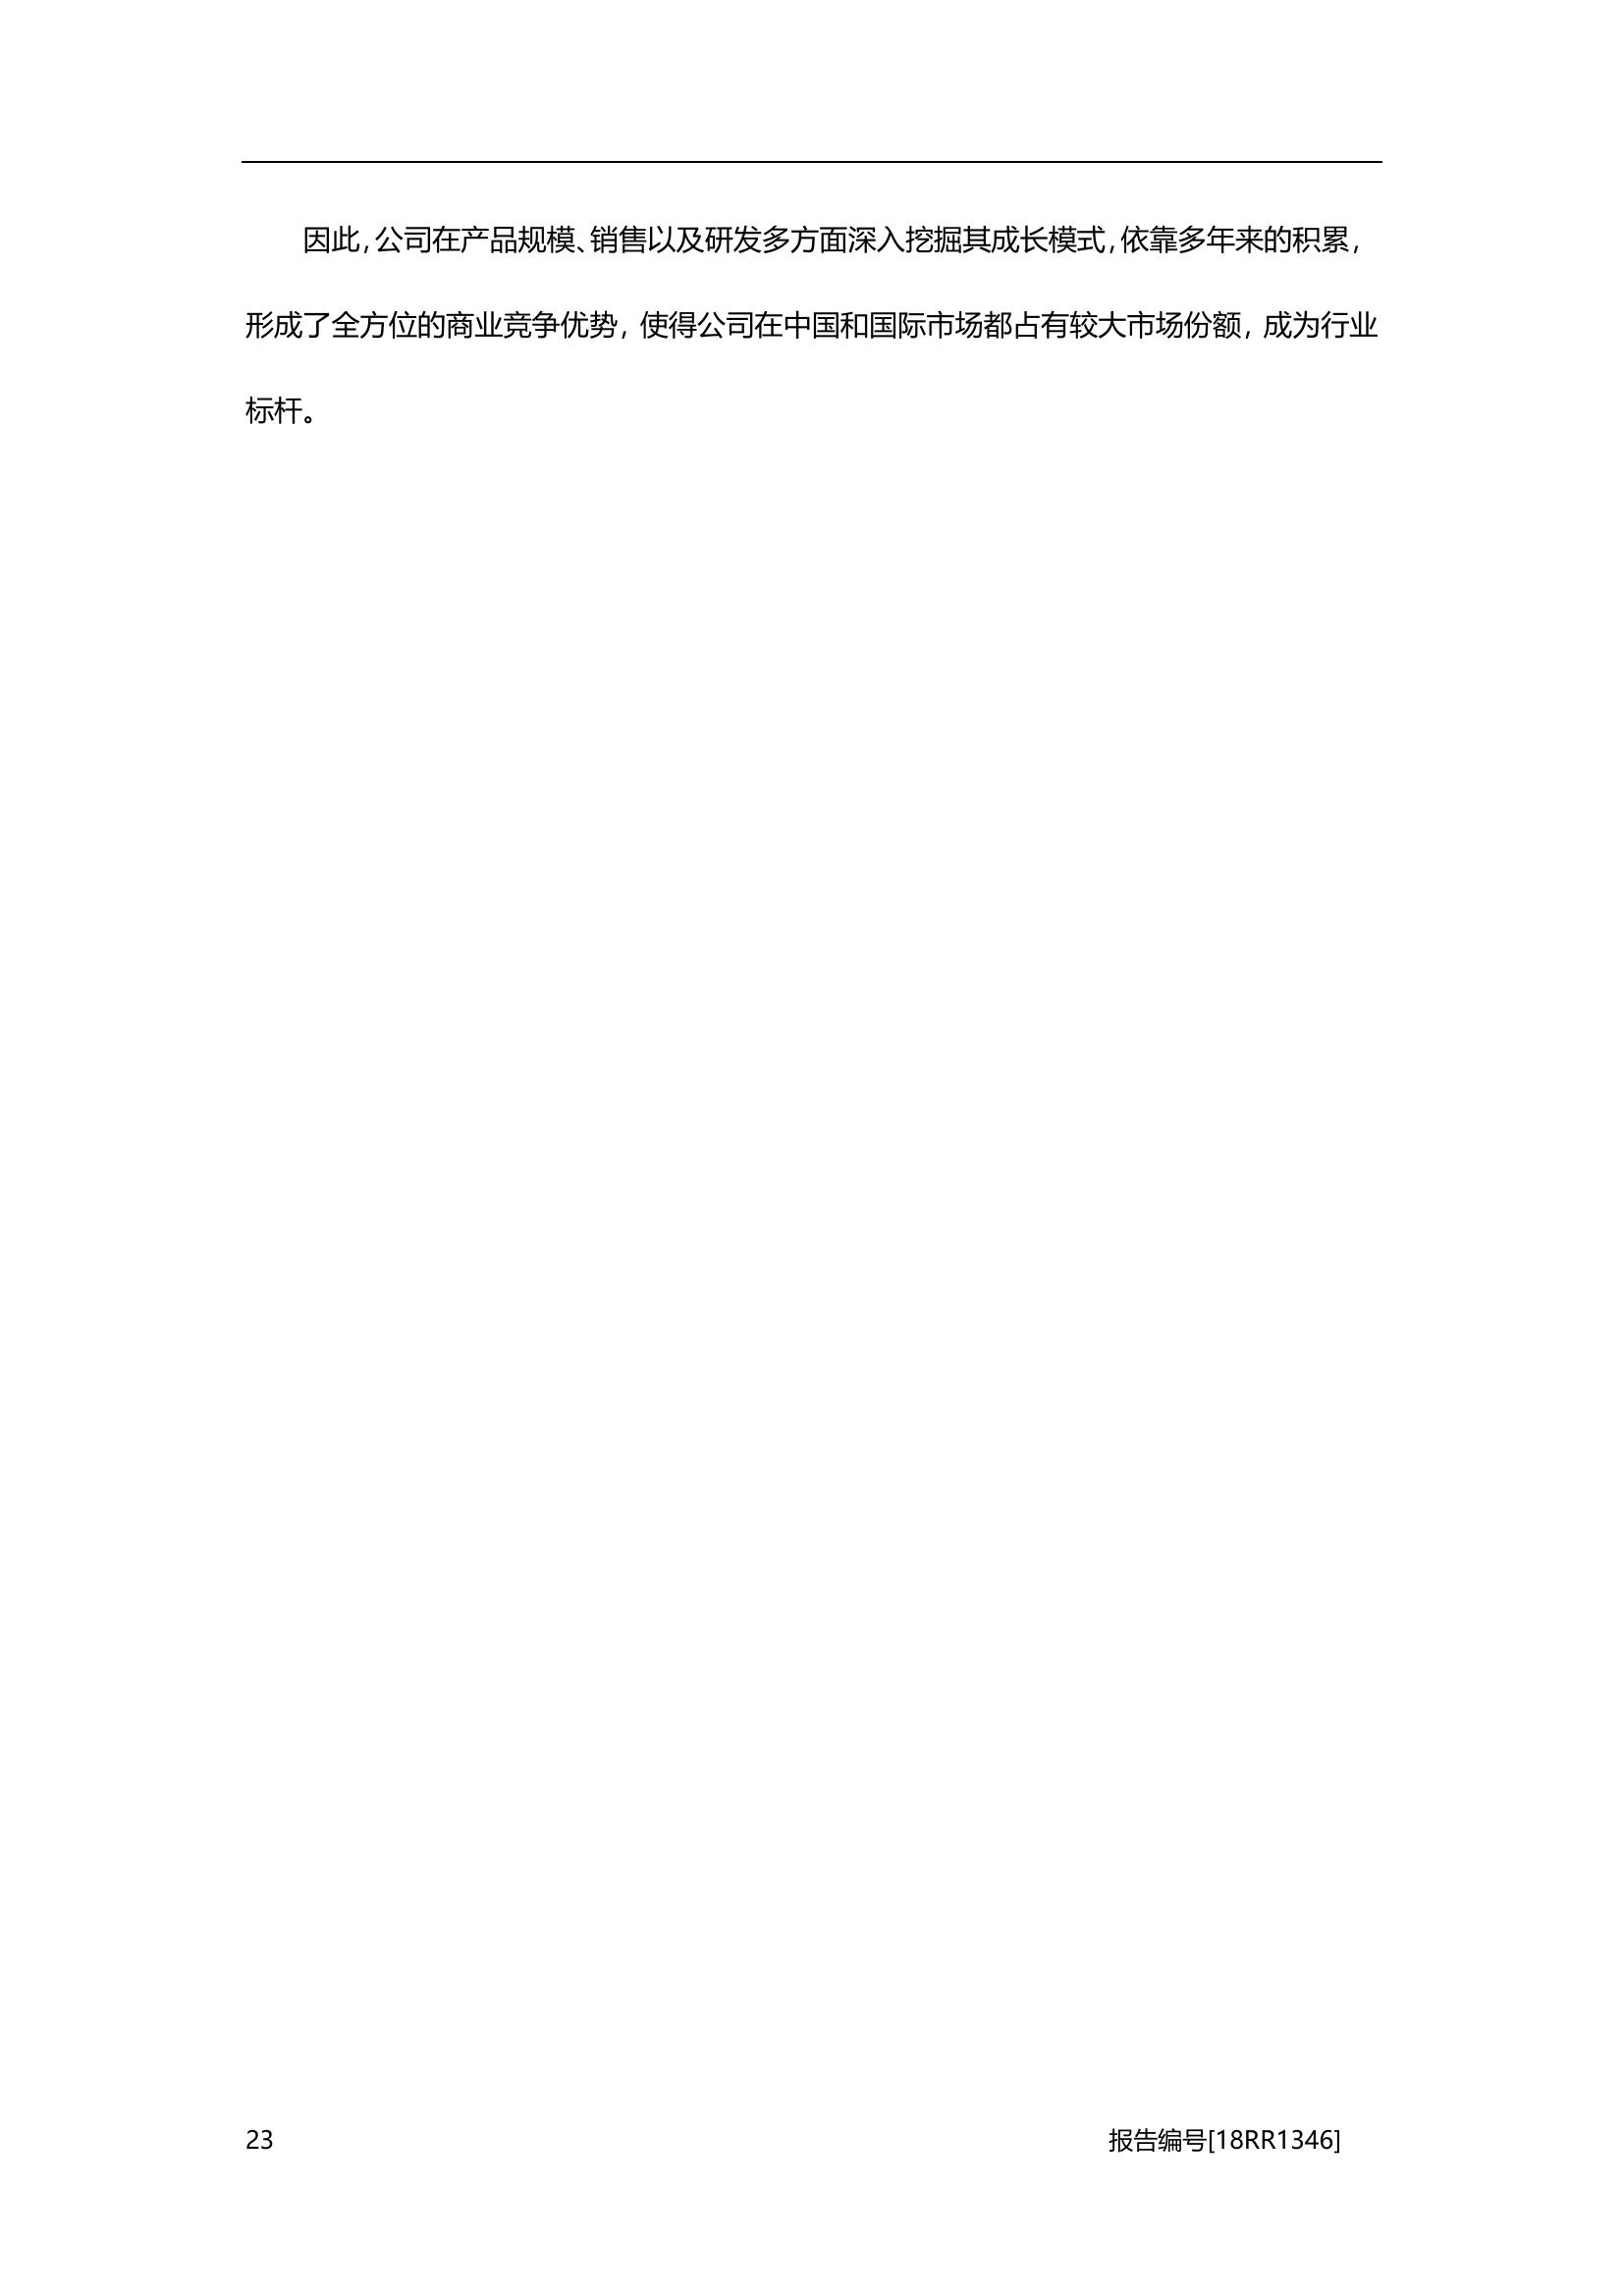 因此，公司在产品规模、销售以及研发多方面深入挖掘其成长模式，依靠多年来的积累，
形成了全方位的商业竞争优势，使得公司在中国和国际市场都占有较大市场份额，成为行业
标杆。
23 报告编号[18RR1346]